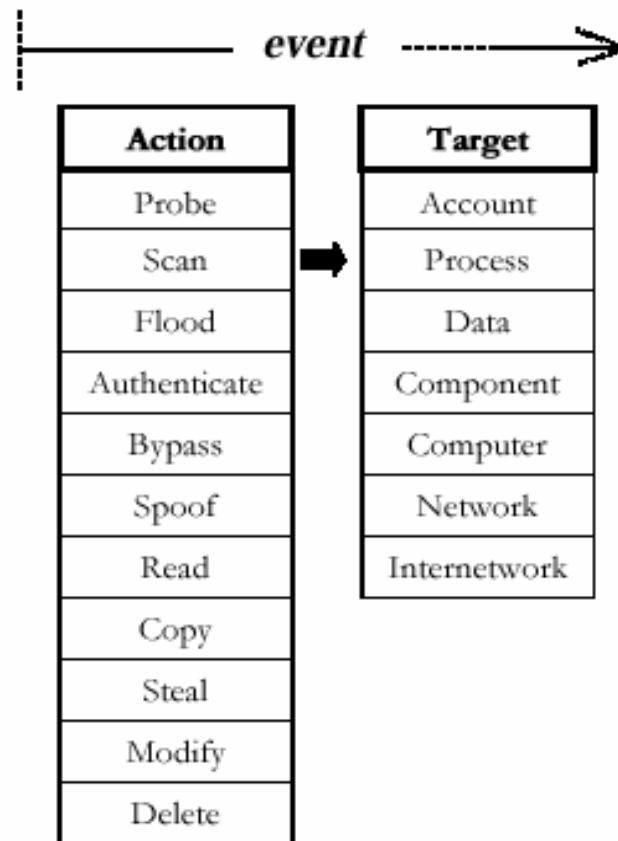 event
Action
Probe
Scan
Flood
Authenticate
Bypass
Spoof
Read
Copy
Steal
Modify
Delete
Target
Account
Process
Data
Component
Computer
Network
Internetwork